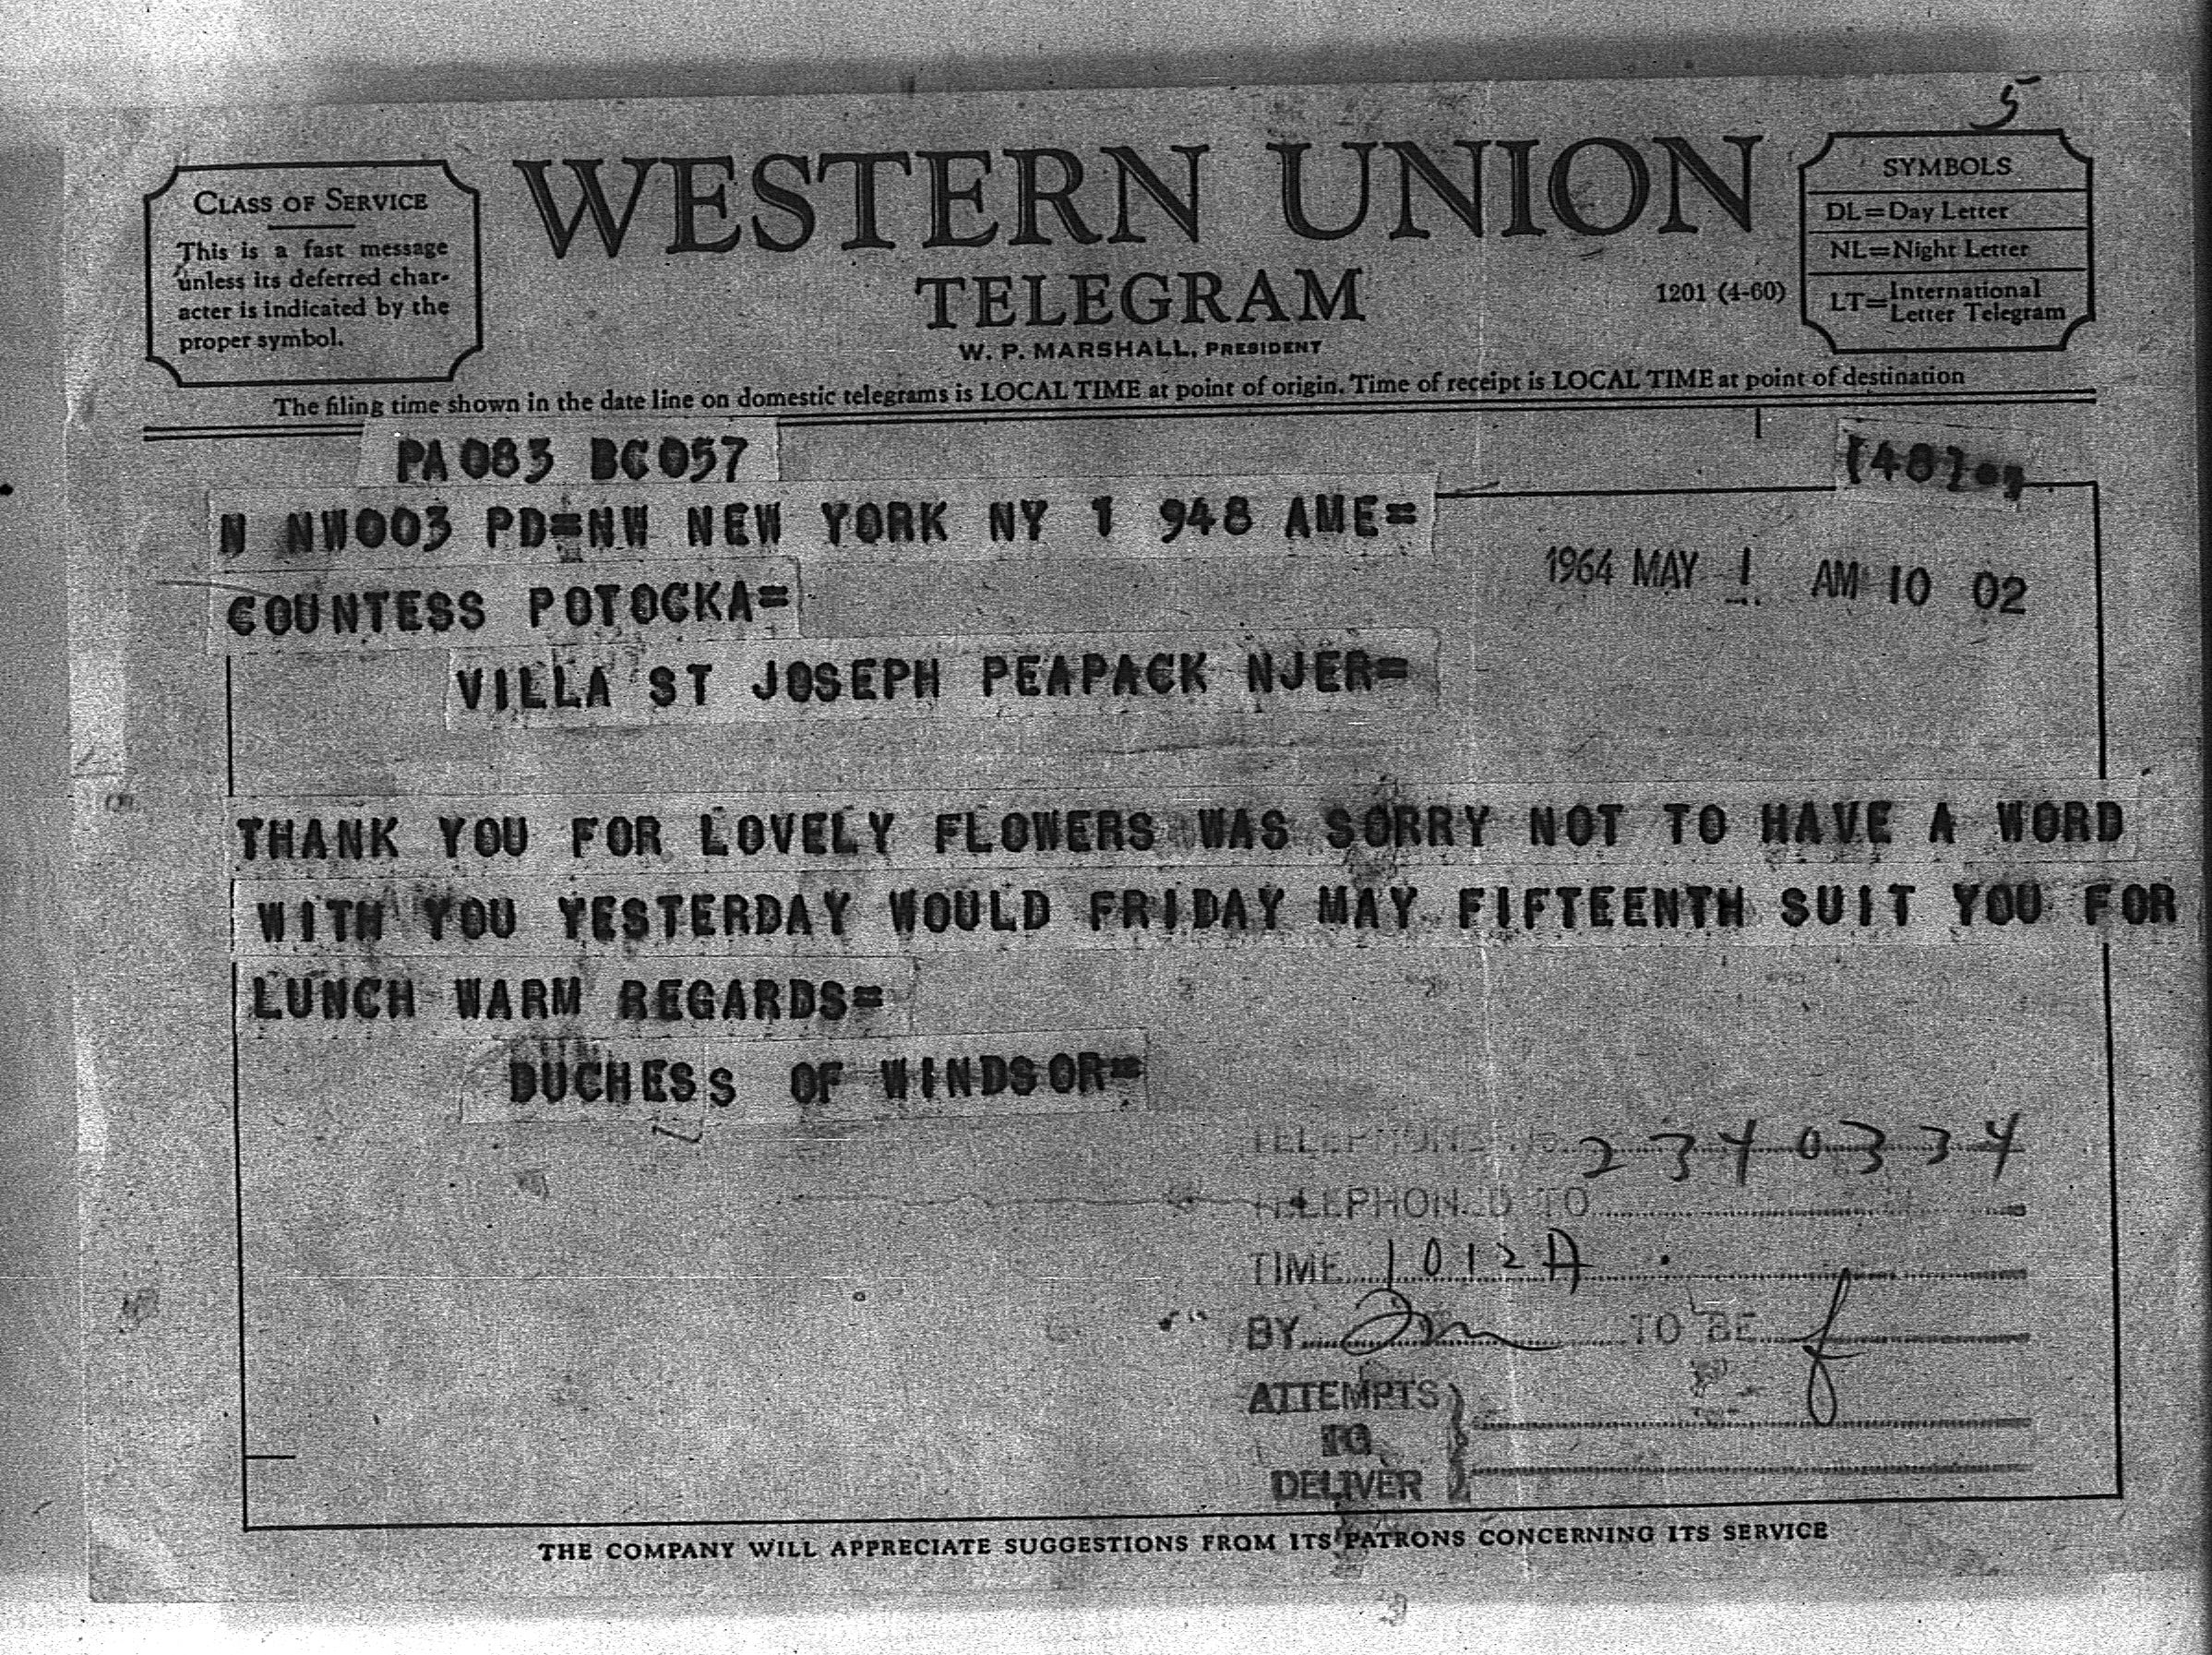 5
CLASS OF SERVICE
This is a fast message
unless its deferred char-
acter is indicated by the
proper symbol.
WESTERN UNION
TELEGRAM
W. P. MARSHALL, PRESIDENT
1201 (4-60)
SYMBOLS
DL=Day Letter
NL=Night Letter
LT=International
Letter Telegram
The filing time shown in the date line on domestic telegrams is LOCAL TIME at point of origin. Time of receipt is LOCAL TIME at point of destination
PA083 BC057
N NW003 PD=NW NEW YORK NY 1 948 AME=
1964 MAY 1 AM 10 02
COUNTESS POTOCKA=
VILLA ST JOSEPH PEAPACK NJER=
THANK YOU FOR LOVELY FLOWERS WAS SORRY NOT TO HAVE A WORD
WITH YOU YESTERDAY WOULD FRIDAY MAY FIFTEENTH SUIT YOU FOR
LUNCH WARM REGARDS=
DUCHESS OF WINDSOR=
2340334
TELEPHONED TO
TIME 1012A
BY TO BE
ATTEMPTS
TO
DELIVER
THE COMPANY WILL APPRECIATE SUGGESTIONS FROM ITS PATRONS CONCERNING ITS SERVICE